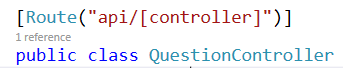 [Route("api/[controller]")]
1 reference
public class QuestionController